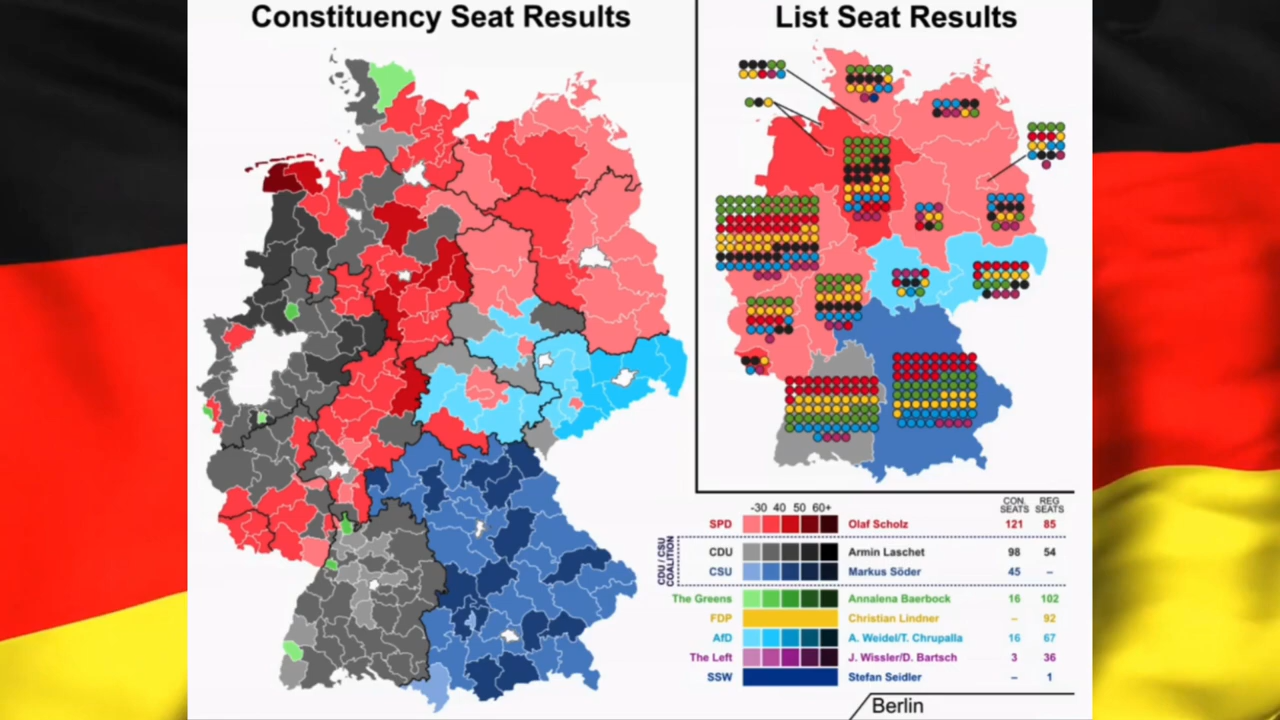 Constituency Seat Results
List Seat Results
-30 40 50 60+
CON. SEATS
REG SEATS
SPD Olaf Scholz 121 85
CDU / CSU COALITION
CDU Armin Laschet 98 54
CSU Markus Söder 45 –
The Greens Annalena Baerbock 16 102
FDP Christian Lindner – 92
AfD A. Weidel/T. Chrupalla 16 67
The Left J. Wissler/D. Bartsch 3 36
SSW Stefan Seidler – 1
Berlin